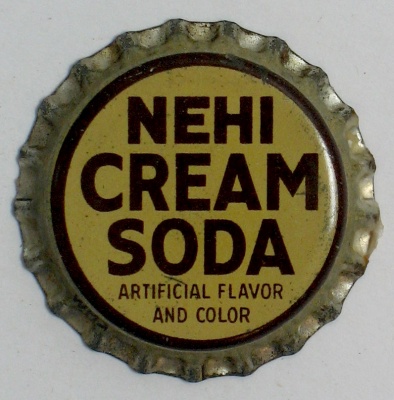 NEHI
CREAM
SODA
ARTIFICIAL FLAVOR
AND COLOR